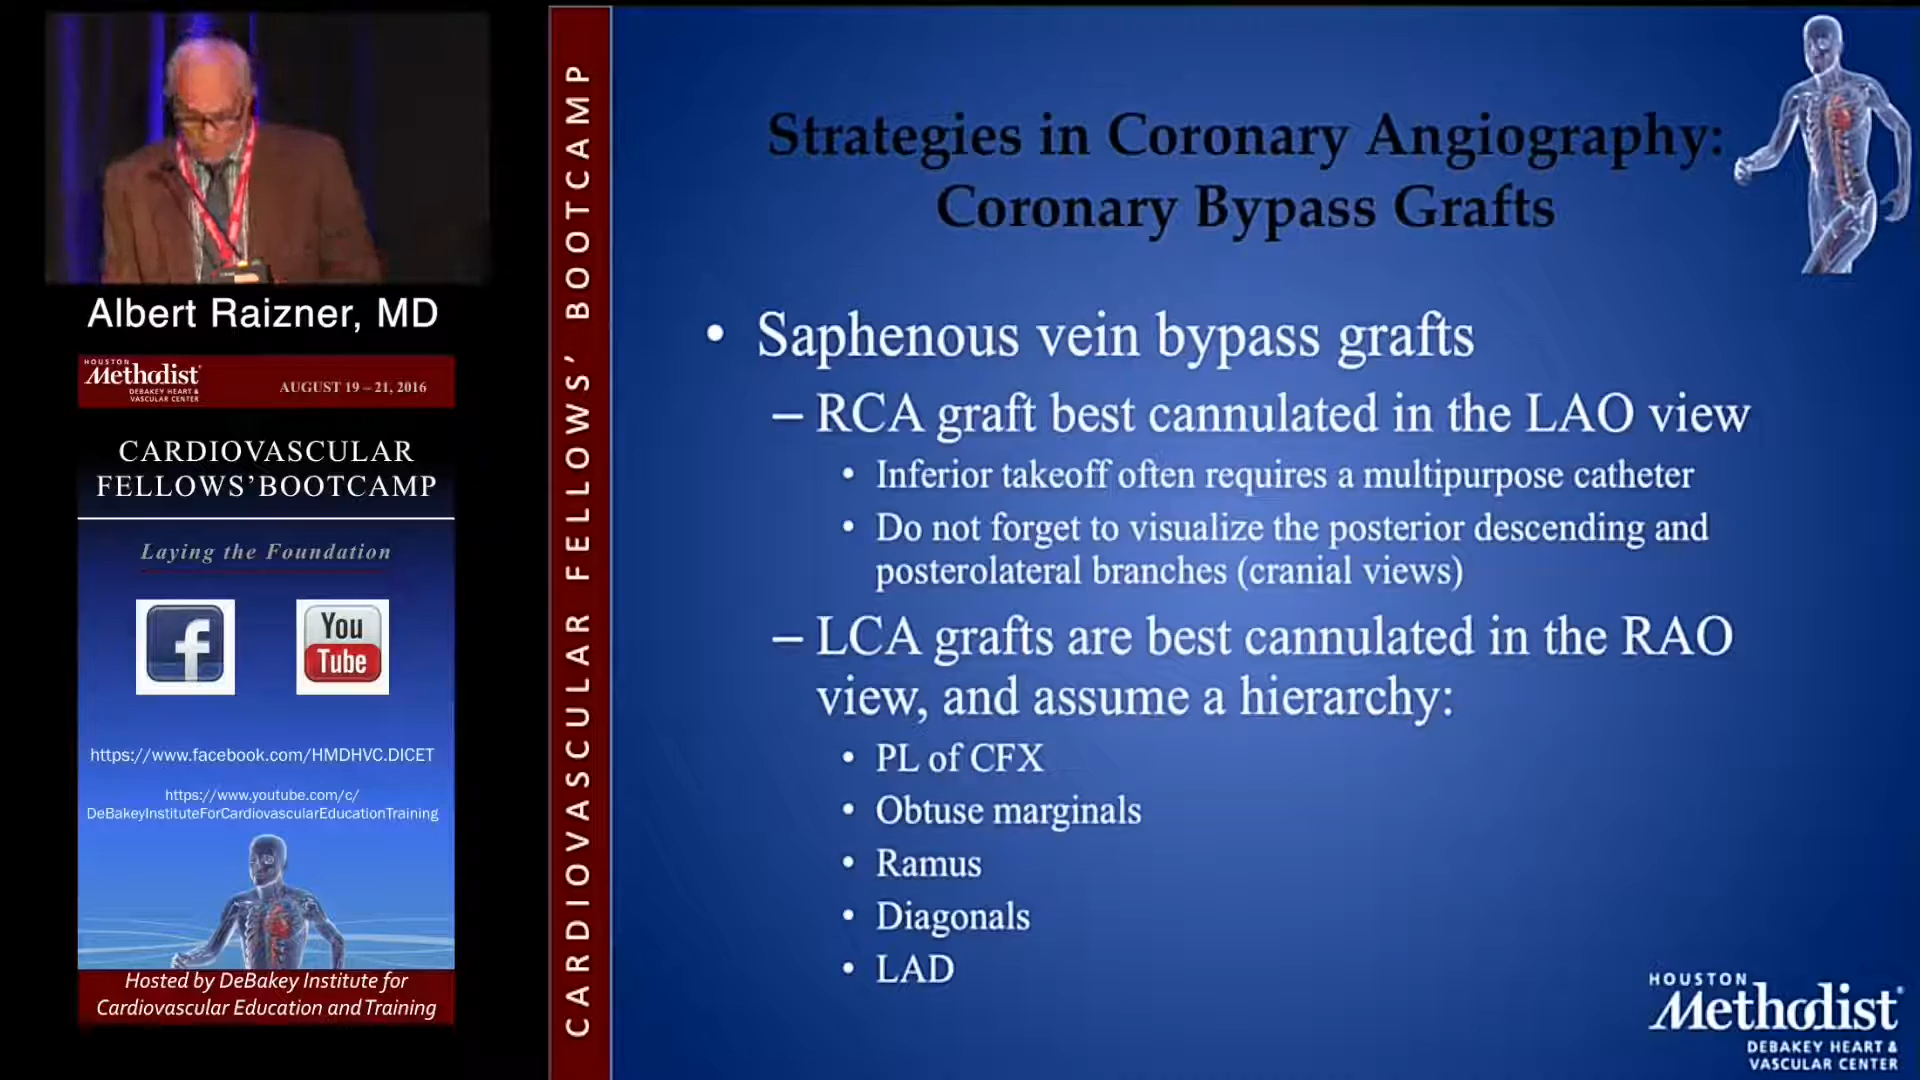 Albert Raizner, MD
HOUSTON
Methodist
DEBAKEY HEART &
VASCULAR CENTER
AUGUST 19 – 21, 2016
CARDIOVASCULAR
FELLOWS' BOOTCAMP
Laying the Foundation
f
You
Tube
https://www.facebook.com/HMDHVC.DICET
https://www.youtube.com/c/
DeBakeyInstituteForCardiovascularEducationTraining
Hosted by DeBakey Institute for
Cardiovascular Education and Training
CARDIOVASCULAR FELLOWS' BOOTCAMP
Strategies in Coronary Angiography:
Coronary Bypass Grafts
• Saphenous vein bypass grafts
– RCA graft best cannulated in the LAO view
• Inferior takeoff often requires a multipurpose catheter
• Do not forget to visualize the posterior descending and
posterolateral branches (cranial views)
– LCA grafts are best cannulated in the RAO
view, and assume a hierarchy:
• PL of CFX
• Obtuse marginals
• Ramus
• Diagonals
• LAD
HOUSTON
Methodist
DEBAKEY HEART &
VASCULAR CENTER